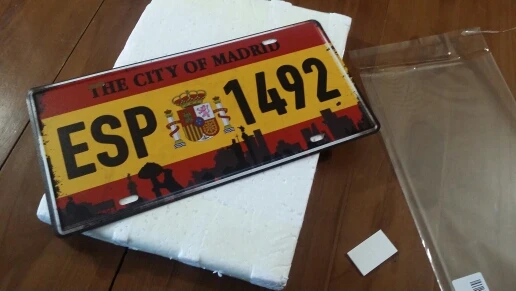 THE CITY OF MADRID
ESP 1492